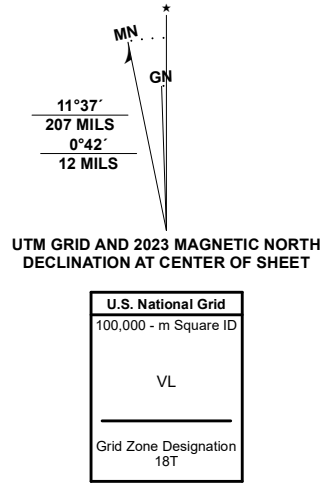 ★
MN
GN
11°37´
207 MILS
0°42´
12 MILS
UTM GRID AND 2023 MAGNETIC NORTH
DECLINATION AT CENTER OF SHEET
U.S. National Grid
100,000 - m Square ID
VL
Grid Zone Designation
18T